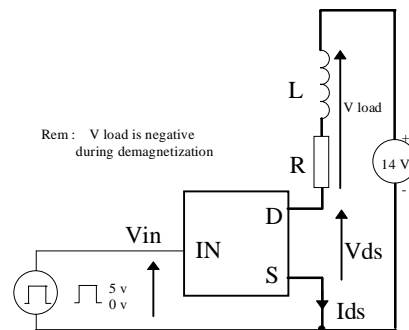 L
V load
Rem : V load is negative
during demagnetization
R
+
14 V
-
D
Vin
IN
Vds
S
5 v
0 v
Ids